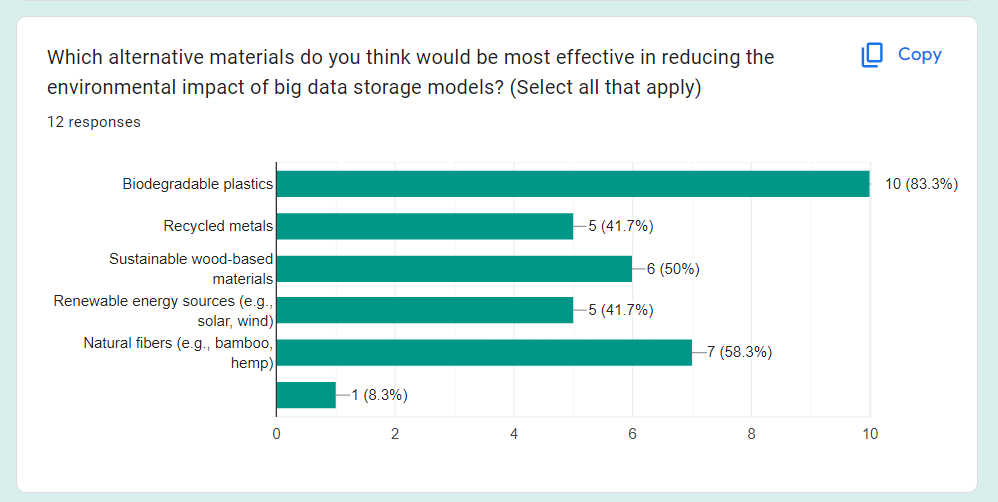 Which alternative materials do you think would be most effective in reducing the
Copy
environmental impact of big data storage models? (Select all that apply)
12 responses
Biodegradable plastics
10 (83.3%)
Recycled metals
5 (41.7%)
Sustainable wood-based
materials
6 (50%)
Renewable energy sources (e.g.,
solar, wind)
5 (41.7%)
Natural fibers (e.g., bamboo,
hemp)
7 (58.3%)
1 (8.3%)
0 2 4 6 8 10